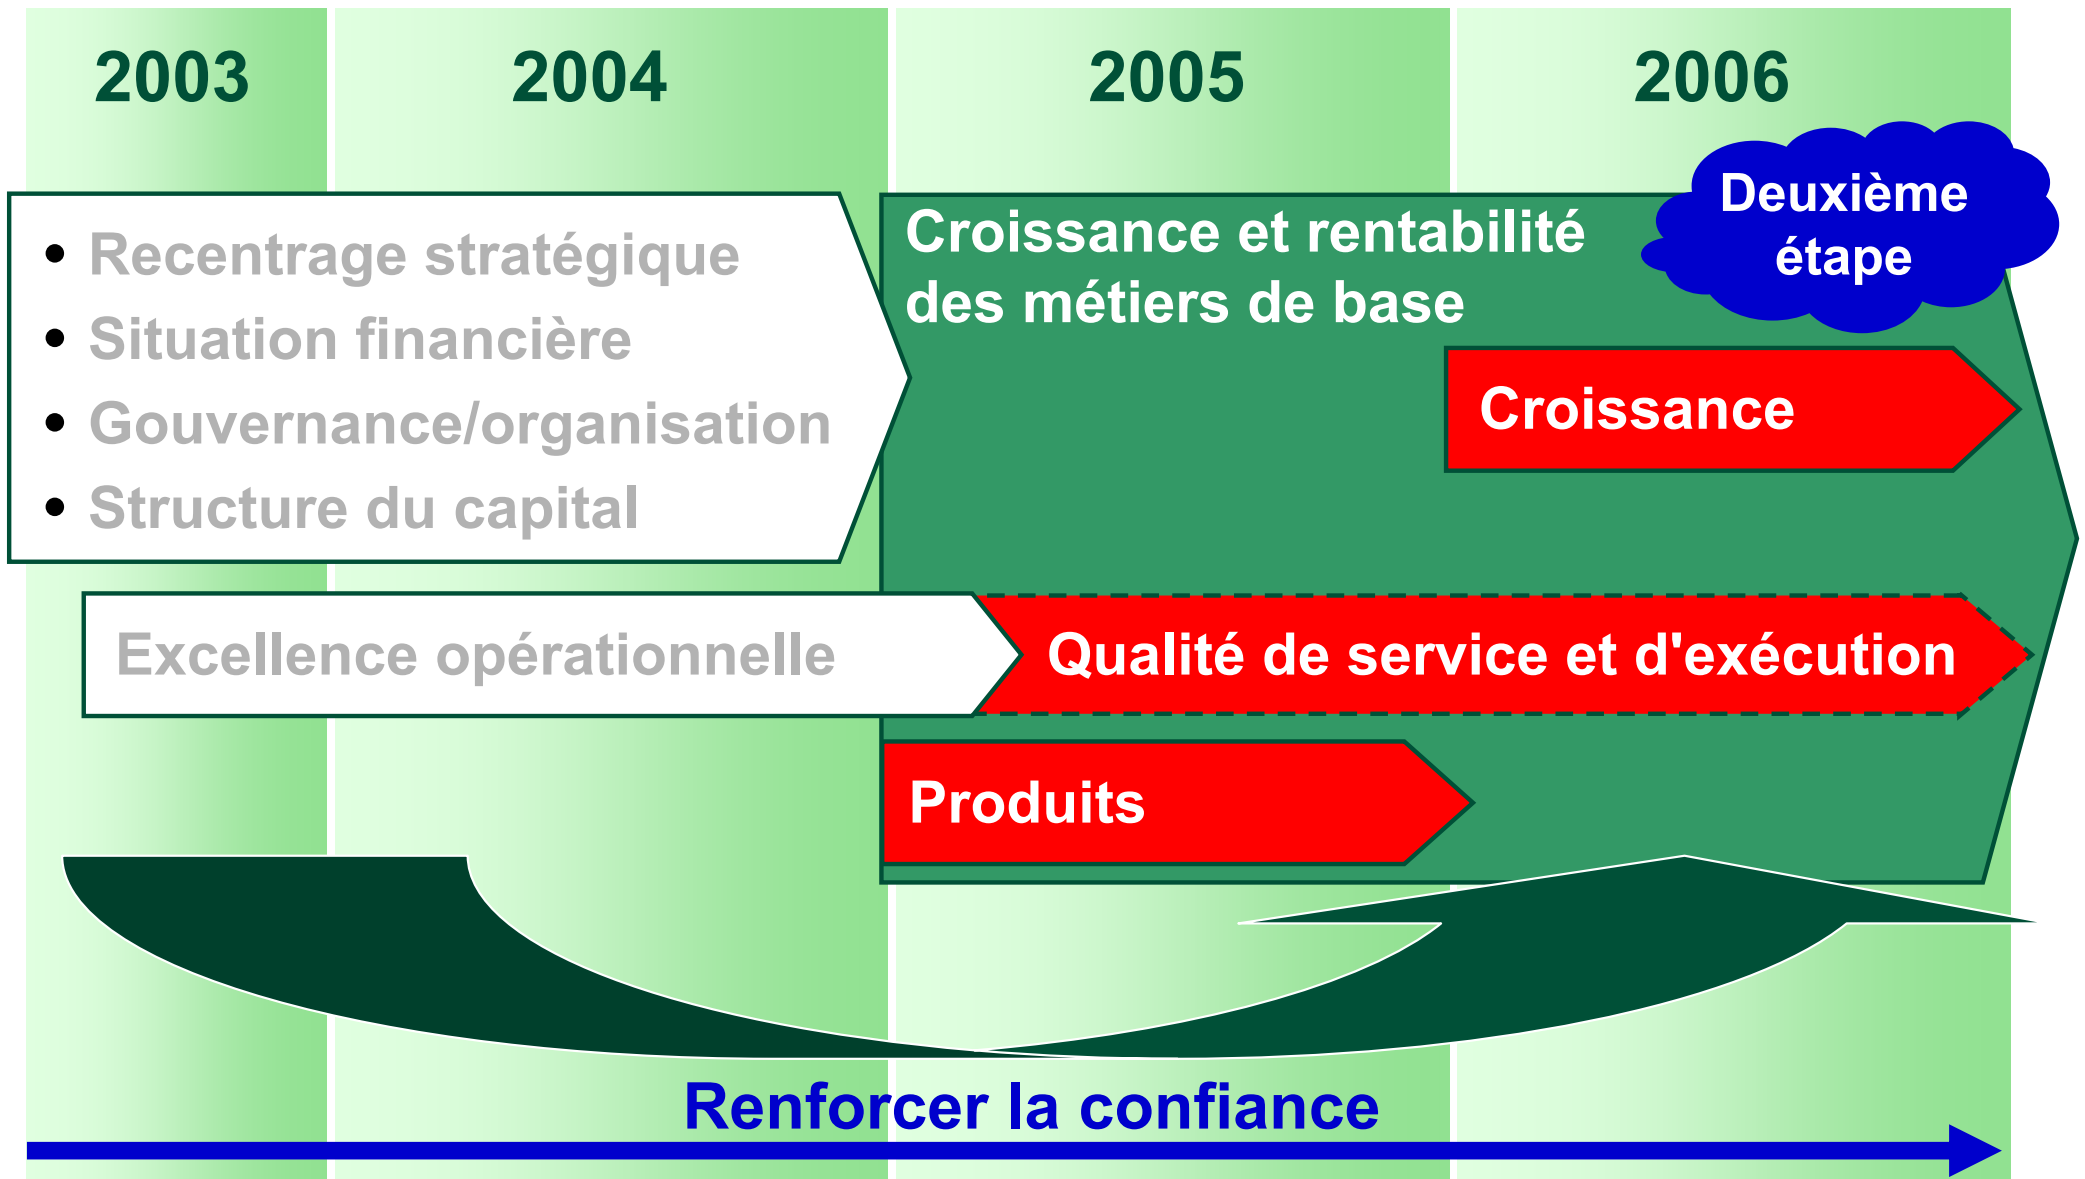 2003 2004 2005 2006
Deuxième
étape
• Recentrage stratégique
• Situation financière
• Gouvernance/organisation
• Structure du capital
Croissance et rentabilité
des métiers de base
Croissance
Excellence opérationnelle
Qualité de service et d'exécution
Produits
Renforcer la confiance